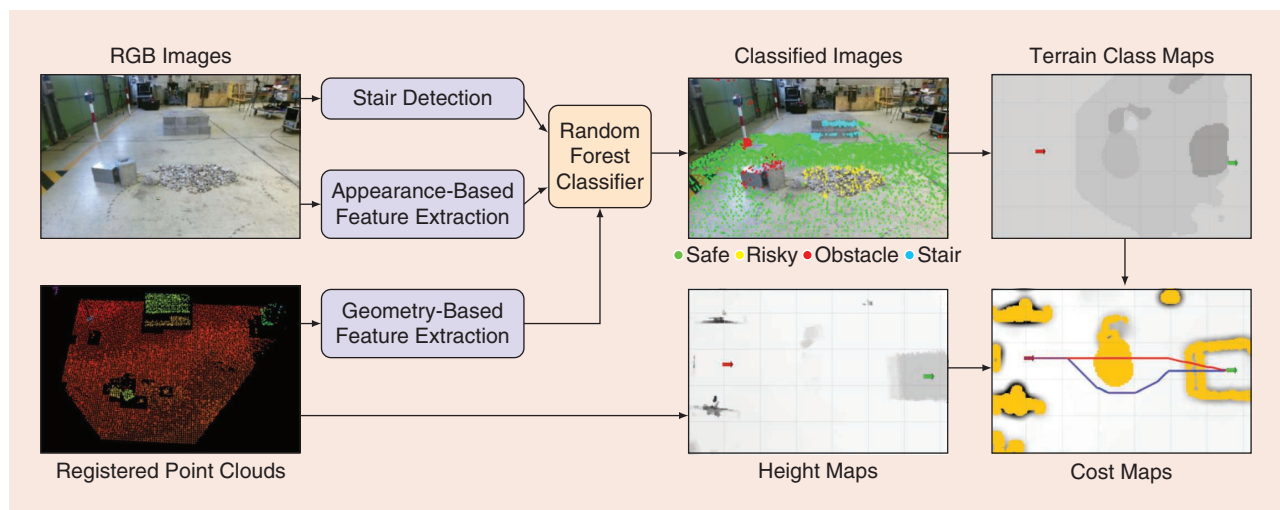 RGB Images
Classified Images
Terrain Class Maps
Stair Detection
Random
Forest
Classifier
Appearance-Based
Feature Extraction
Safe Risky Obstacle Stair
Geometry-Based
Feature Extraction
Registered Point Clouds
Height Maps
Cost Maps